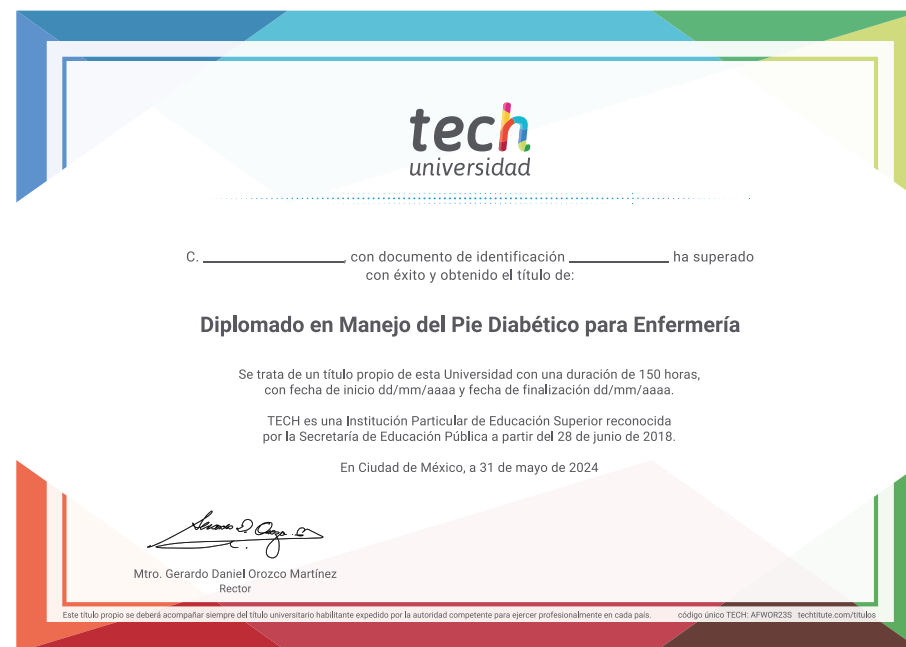 tech
universidad
C. ____________, con documento de identificación ____________ ha superado
con éxito y obtenido el título de:
Diplomado en Manejo del Pie Diabético para Enfermería
Se trata de un título propio de esta Universidad con una duración de 150 horas,
con fecha de inicio dd/mm/aaaa y fecha de finalización dd/mm/aaaa.
TECH es una Institución Particular de Educación Superior reconocida
por la Secretaría de Educación Pública a partir del 28 de junio de 2018.
En Ciudad de México, a 31 de mayo de 2024
Mtro. Gerardo Daniel Orozco Martínez
Rector
Este título propio se deberá acompañar siempre del título universitario habilitante expedido por la autoridad competente para ejercer profesionalmente en cada país. código único TECH: AFWOR23S techtitute.com/titulos